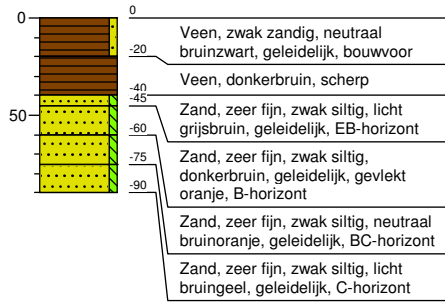 0
50
0
-20
-40
-45
-60
-75
-90
Veen, zwak zandig, neutraal
bruinzwart, geleidelijk, bouwvoor
Veen, donkerbruin, scherp
Zand, zeer fijn, zwak siltig, licht
grijsbruin, geleidelijk, EB-horizont
Zand, zeer fijn, zwak siltig,
donkerbruin, geleidelijk, gevlekt
oranje, B-horizont
Zand, zeer fijn, zwak siltig, neutraal
bruinoranje, geleidelijk, BC-horizont
Zand, zeer fijn, zwak siltig, licht
bruingeel, geleidelijk, C-horizont